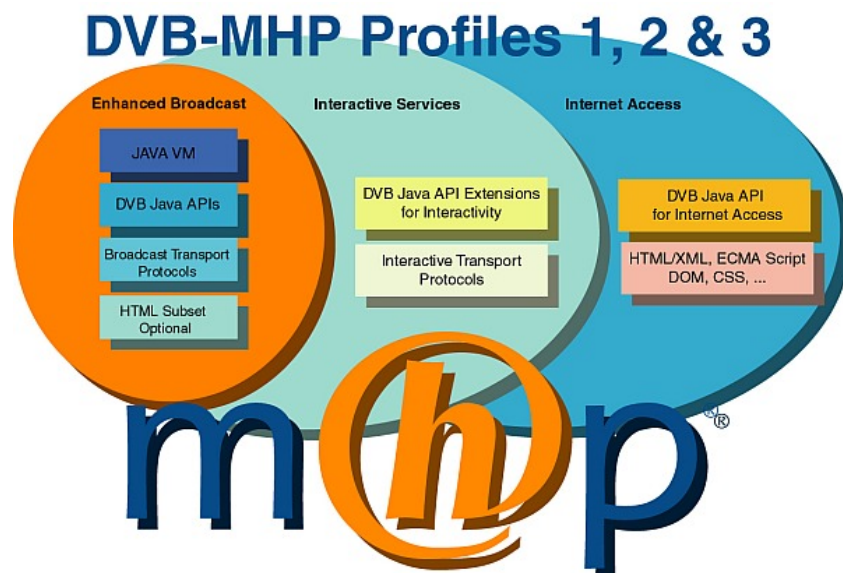 DVB-MHP Profiles 1, 2 & 3
Enhanced Broadcast
JAVA VM
DVB Java APIs
Broadcast Transport
Protocols
HTML Subset
Optional
Interactive Services
DVB Java API Extensions
for Interactivity
Interactive Transport
Protocols
Internet Access
DVB Java API
for Internet Access
HTML/XML, ECMA Script
DOM, CSS, ...
mhp®